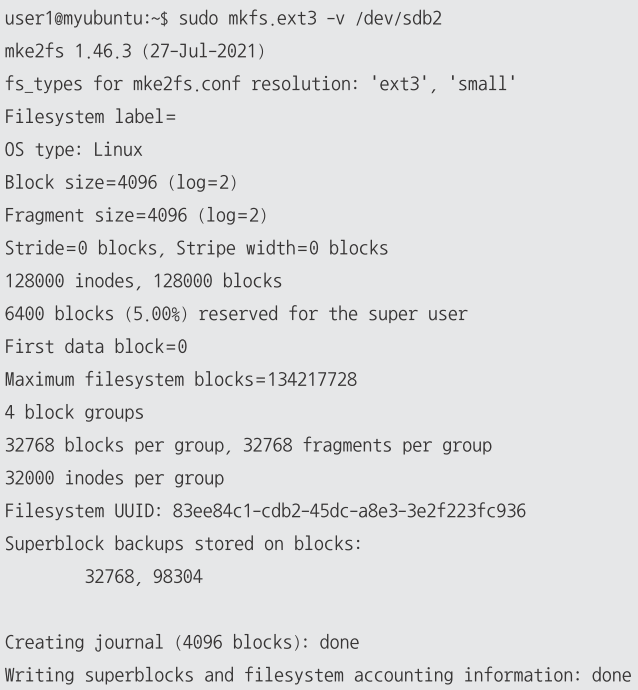 user1@myubuntu:~$ sudo mkfs.ext3 -v /dev/sdb2
mke2fs 1.46.3 (27-Jul-2021)
fs_types for mke2fs.conf resolution: 'ext3', 'small'
Filesystem label=
OS type: Linux
Block size=4096 (log=2)
Fragment size=4096 (log=2)
Stride=0 blocks, Stripe width=0 blocks
128000 inodes, 128000 blocks
6400 blocks (5.00%) reserved for the super user
First data block=0
Maximum filesystem blocks=134217728
4 block groups
32768 blocks per group, 32768 fragments per group
32000 inodes per group
Filesystem UUID: 83ee84c1-cdb2-45dc-a8e3-3e2f223fc936
Superblock backups stored on blocks:
32768, 98304
Creating journal (4096 blocks): done
Writing superblocks and filesystem accounting information: done